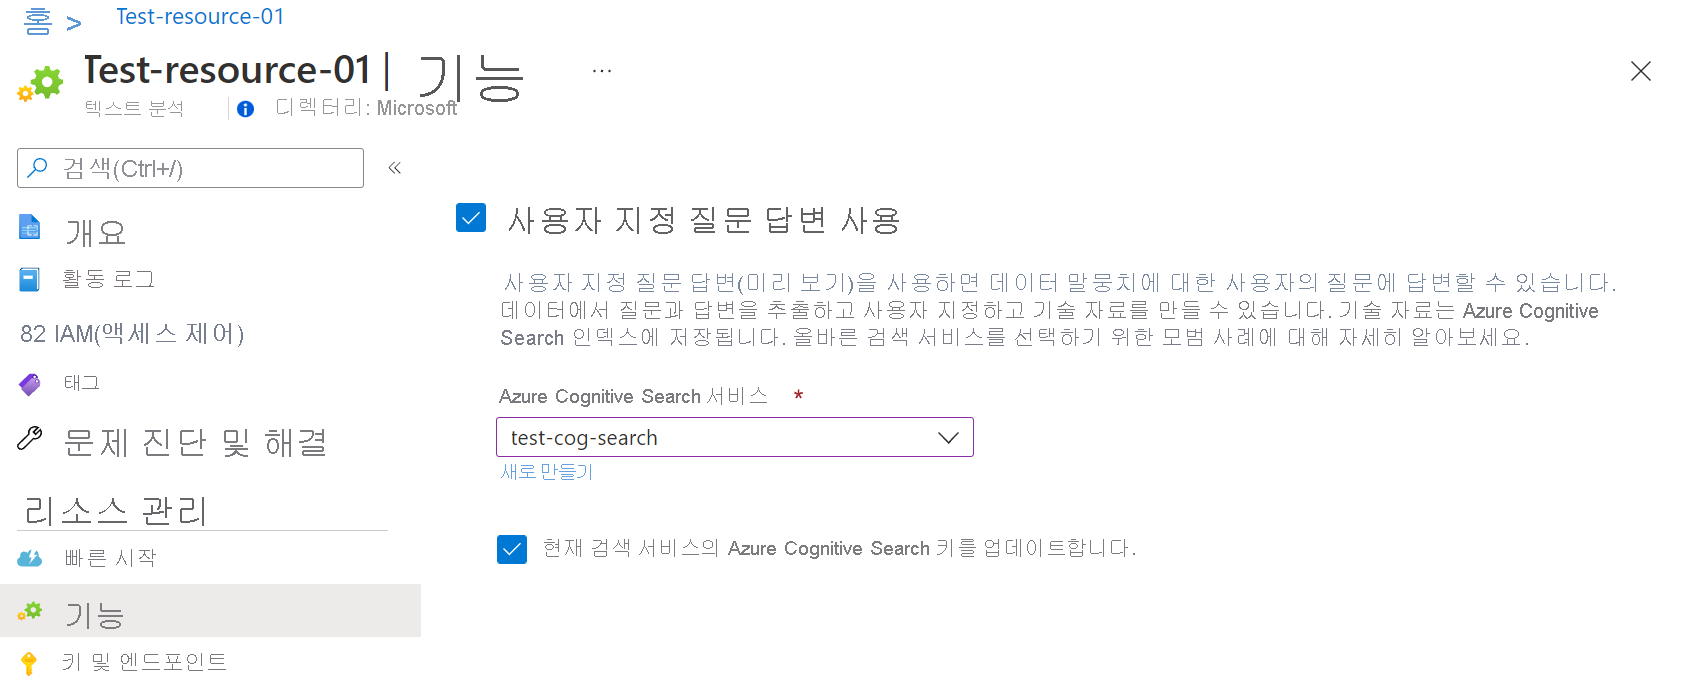 홈 > Test-resource-01
Test-resource-01 | 기능 ...
텍스트 분석 디렉터리: Microsoft
검색(Ctrl+/) «
개요
활동 로그
82 IAM(액세스 제어)
태그
문제 진단 및 해결
리소스 관리
빠른 시작
기능
키 및 엔드포인트
사용자 지정 질문 답변 사용
사용자 지정 질문 답변(미리 보기)을 사용하면 데이터 말뭉치에 대한 사용자의 질문에 답변할 수 있습니다.
데이터에서 질문과 답변을 추출하고 사용자 지정하고 기술 자료를 만들 수 있습니다. 기술 자료는 Azure Cognitive
Search 인덱스에 저장됩니다. 올바른 검색 서비스를 선택하기 위한 모범 사례에 대해 자세히 알아보세요.
Azure Cognitive Search 서비스 *
test-cog-search
새로 만들기
현재 검색 서비스의 Azure Cognitive Search 키를 업데이트합니다.